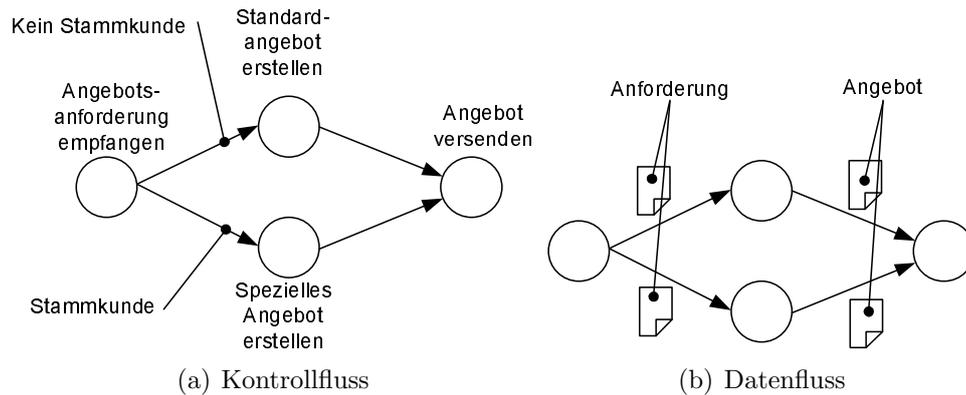 Kein Stammkunde
Standard-
angebot
erstellen
Angebots-
anforderung
empfangen
Angebot
versenden
Stammkunde
Spezielles
Angebot
erstellen
(a) Kontrollfluss
Anforderung
Angebot
(b) Datenfluss